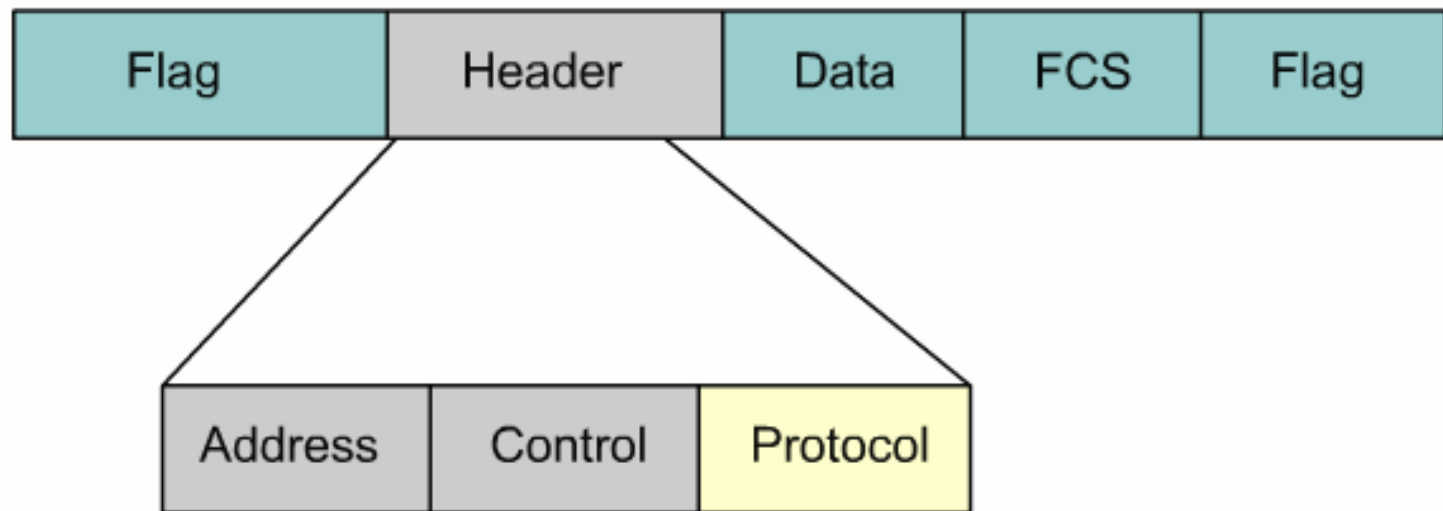 Flag Header Data FCS Flag
Address Control Protocol